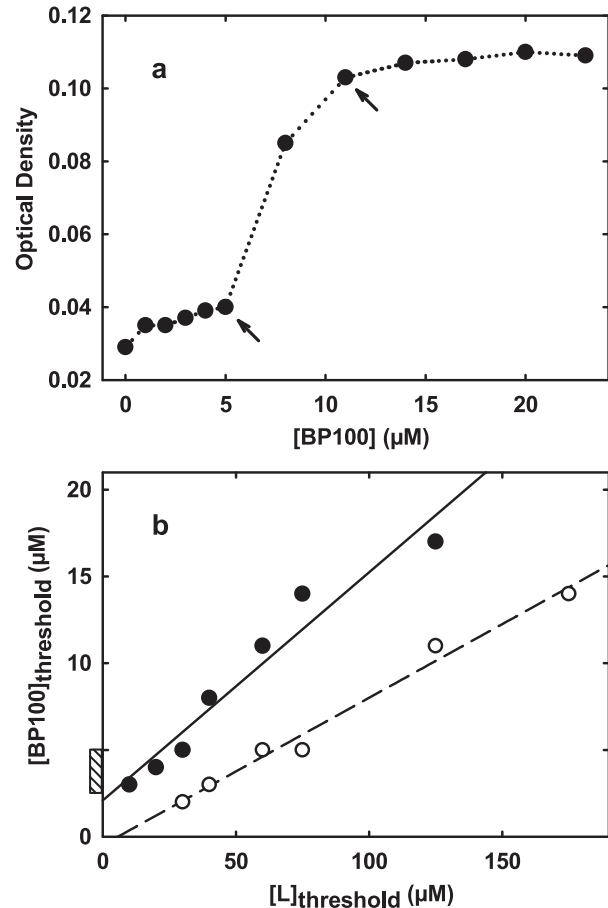 0.12
a
0.10
0.08
0.06
0.04
0.02
Optical Density
0 5 10 15 20
[BP100] (µM)
20
b
15
10
0
[BP100]threshold (µM)
0 50 100 150
[L]threshold (µM)